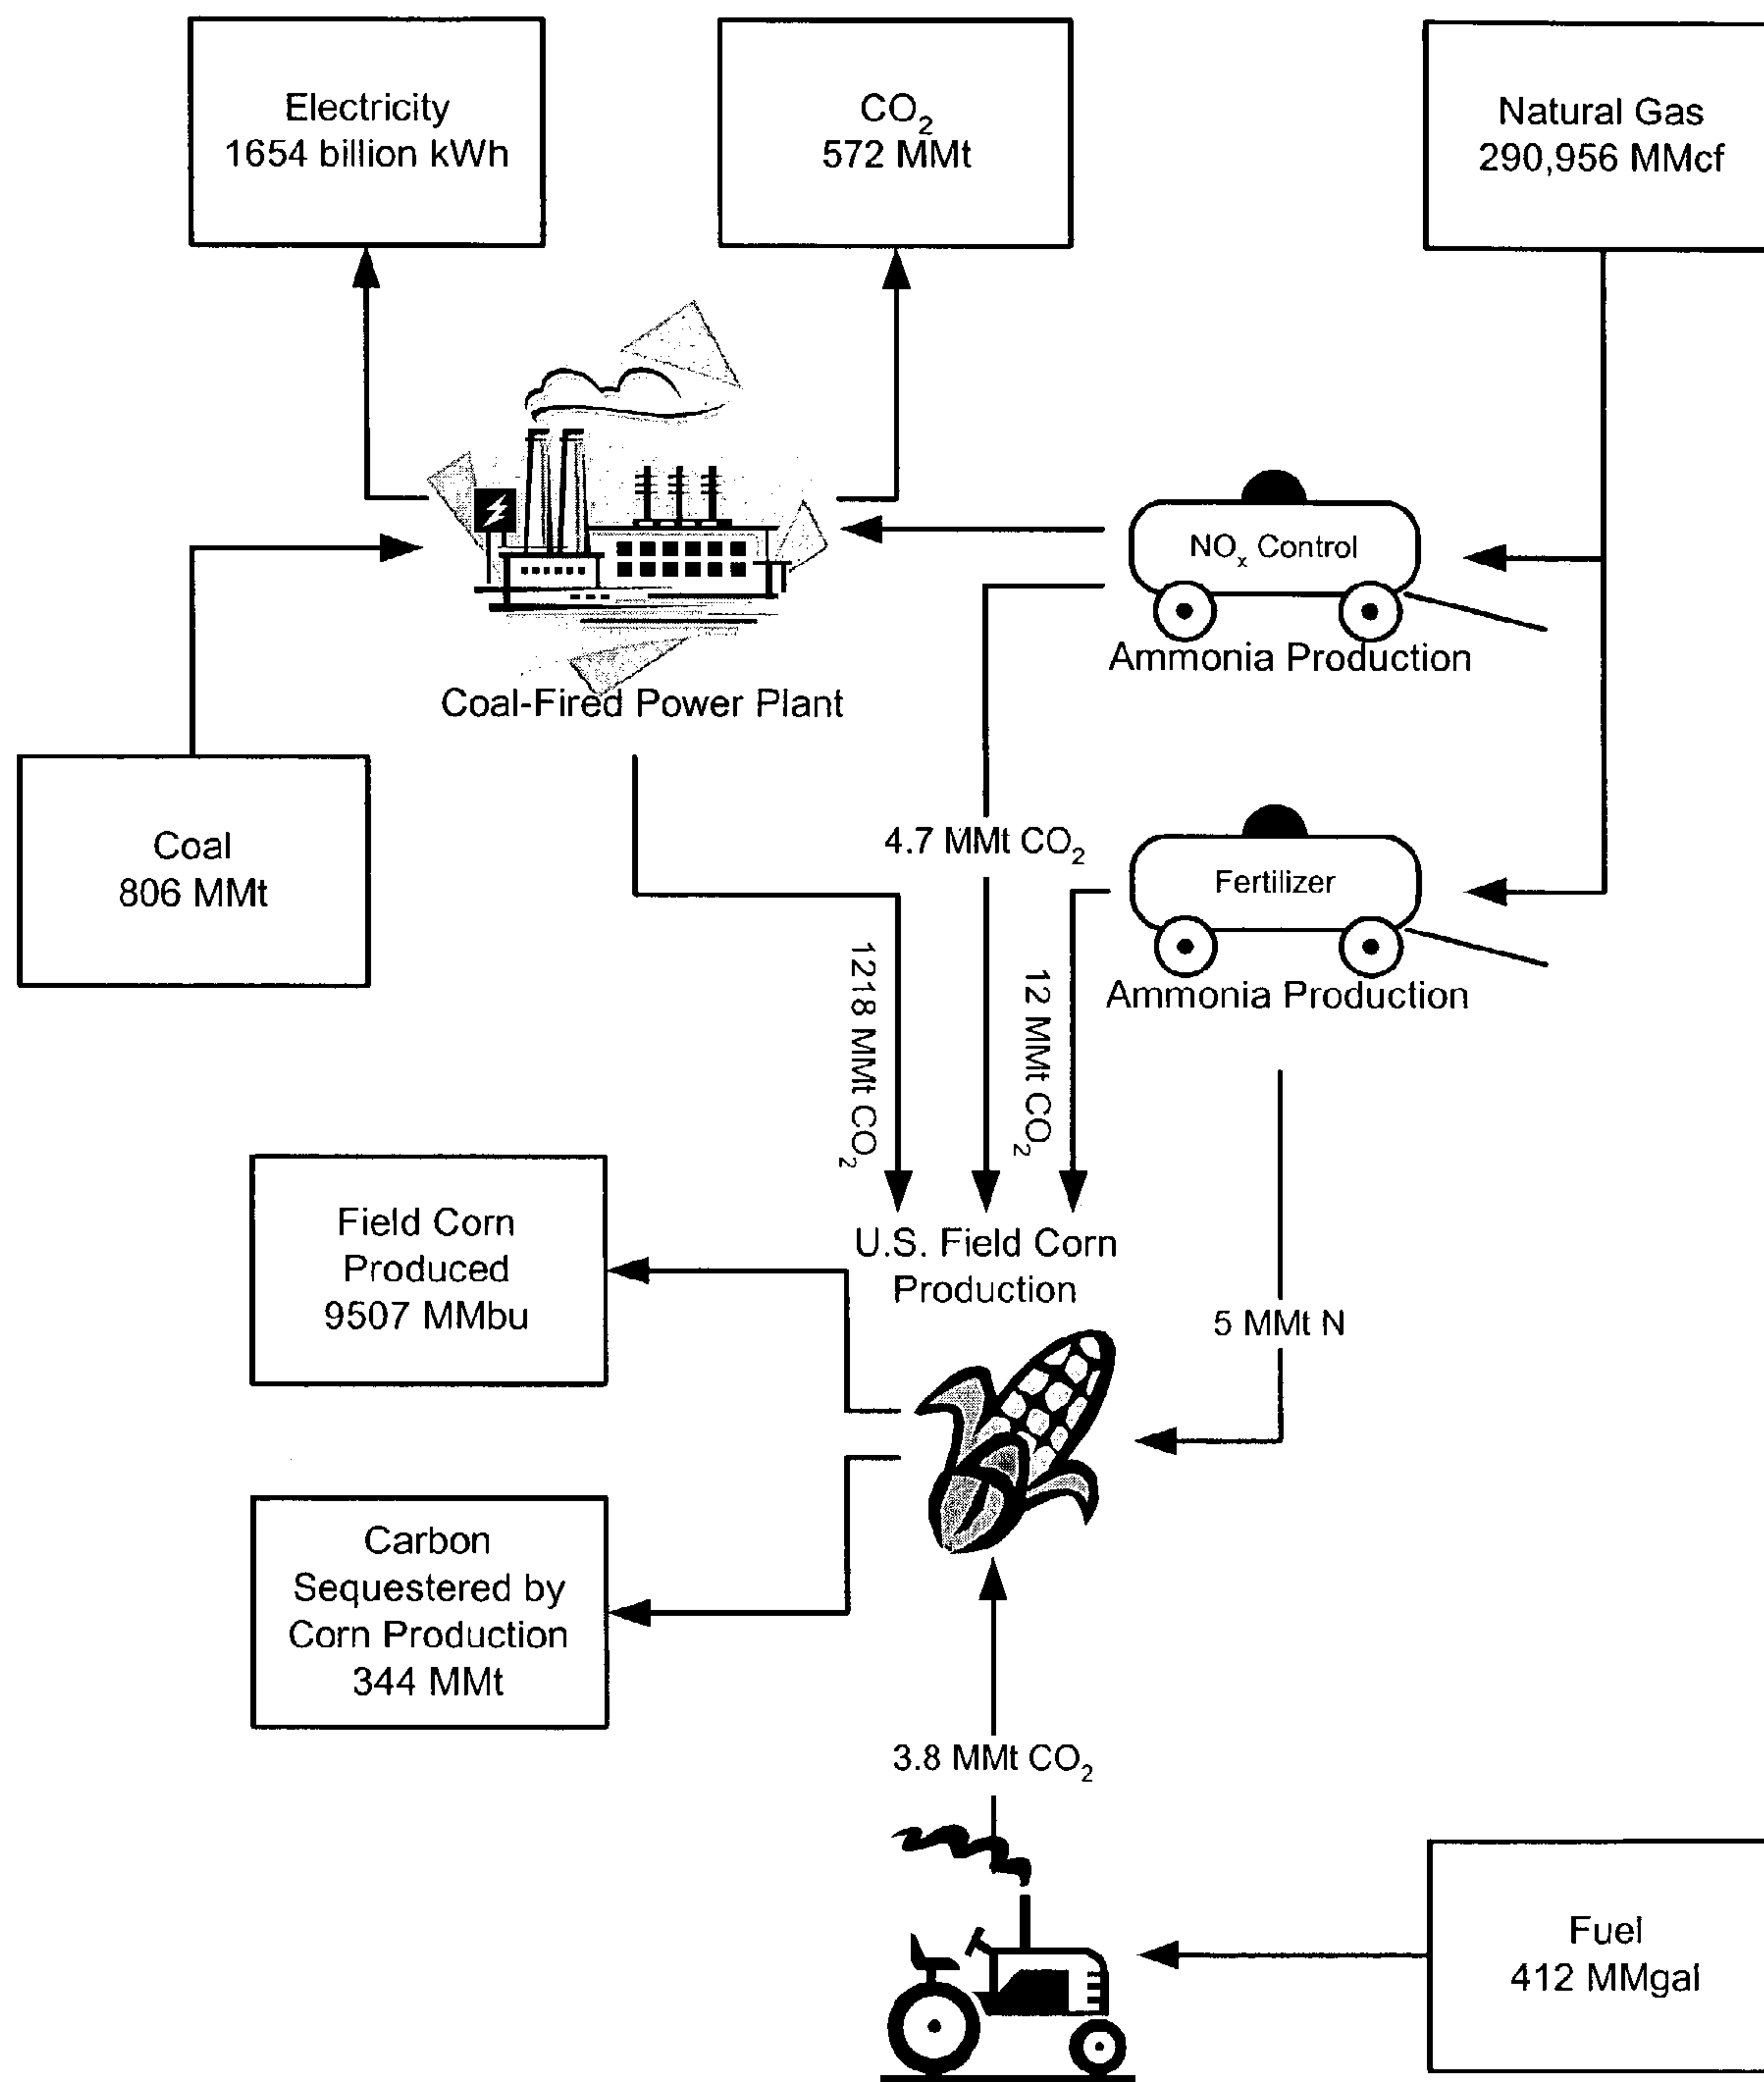 Electricity
1654 billion kWh
CO₂
572 MMt
Natural Gas
290,956 MMcf
NOₓ Control
Ammonia Production
Coal-Fired Power Plant
Coal
806 MMt
4.7 MMt CO₂
Fertilizer
Ammonia Production
1218 MMt CO₂
12 MMt CO₂
Field Corn
Produced
9507 MMbu
U.S. Field Corn
Production
5 MMt N
Carbon
Sequestered by
Corn Production
344 MMt
3.8 MMt CO₂
Fuel
412 MMgal